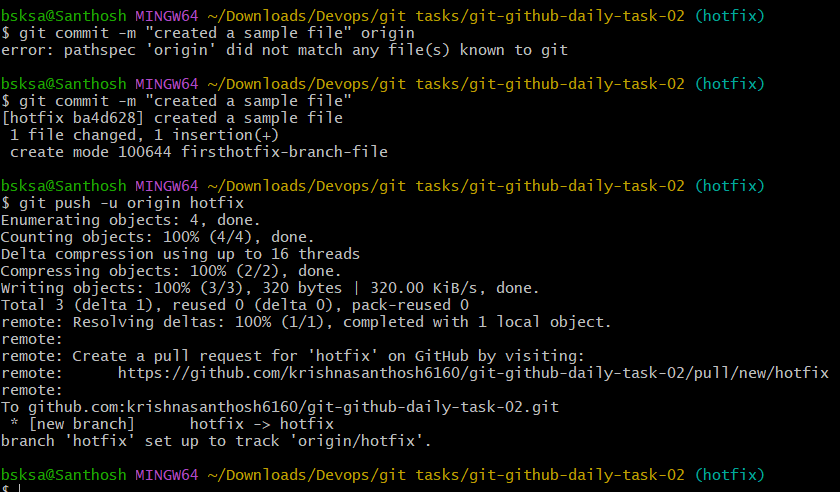 bsksa@Santhosh MINGW64 ~/Downloads/Devops/git tasks/git-github-daily-task-02 (hotfix)
$ git commit -m "created a sample file" origin
error: pathspec 'origin' did not match any file(s) known to git

bsksa@Santhosh MINGW64 ~/Downloads/Devops/git tasks/git-github-daily-task-02 (hotfix)
$ git commit -m "created a sample file"
[hotfix ba4d628] created a sample file
 1 file changed, 1 insertion(+)
 create mode 100644 firsthotfix-branch-file

bsksa@Santhosh MINGW64 ~/Downloads/Devops/git tasks/git-github-daily-task-02 (hotfix)
$ git push -u origin hotfix
Enumerating objects: 4, done.
Counting objects: 100% (4/4), done.
Delta compression using up to 16 threads
Compressing objects: 100% (2/2), done.
Writing objects: 100% (3/3), 320 bytes | 320.00 KiB/s, done.
Total 3 (delta 1), reused 0 (delta 0), pack-reused 0
remote: Resolving deltas: 100% (1/1), completed with 1 local object.
remote:
remote: Create a pull request for 'hotfix' on GitHub by visiting:
remote:      https://github.com/krishnasanthosh6160/git-github-daily-task-02/pull/new/hotfix
remote:
To github.com:krishnasanthosh6160/git-github-daily-task-02.git
 * [new branch]      hotfix -> hotfix
branch 'hotfix' set up to track 'origin/hotfix'.

bsksa@Santhosh MINGW64 ~/Downloads/Devops/git tasks/git-github-daily-task-02 (hotfix)
$